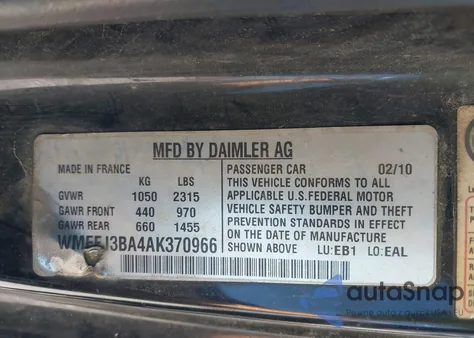 MFD BY DAIMLER AG
MADE IN FRANCE
KG LBS
GVWR 1050 2315
GAWR FRONT 440 970
GAWR REAR 660 1455
PASSENGER CAR 02/10
THIS VEHICLE CONFORMS TO ALL
APPLICABLE U.S.FEDERAL MOTOR
VEHICLE SAFETY BUMPER AND THEFT
PREVENTION STANDARDS IN EFFECT
ON THE DATE OF MANUFACTURE
SHOWN ABOVE LU:EB1 LO:EAL
WMEEJ3BA4AK370966
autoSnap